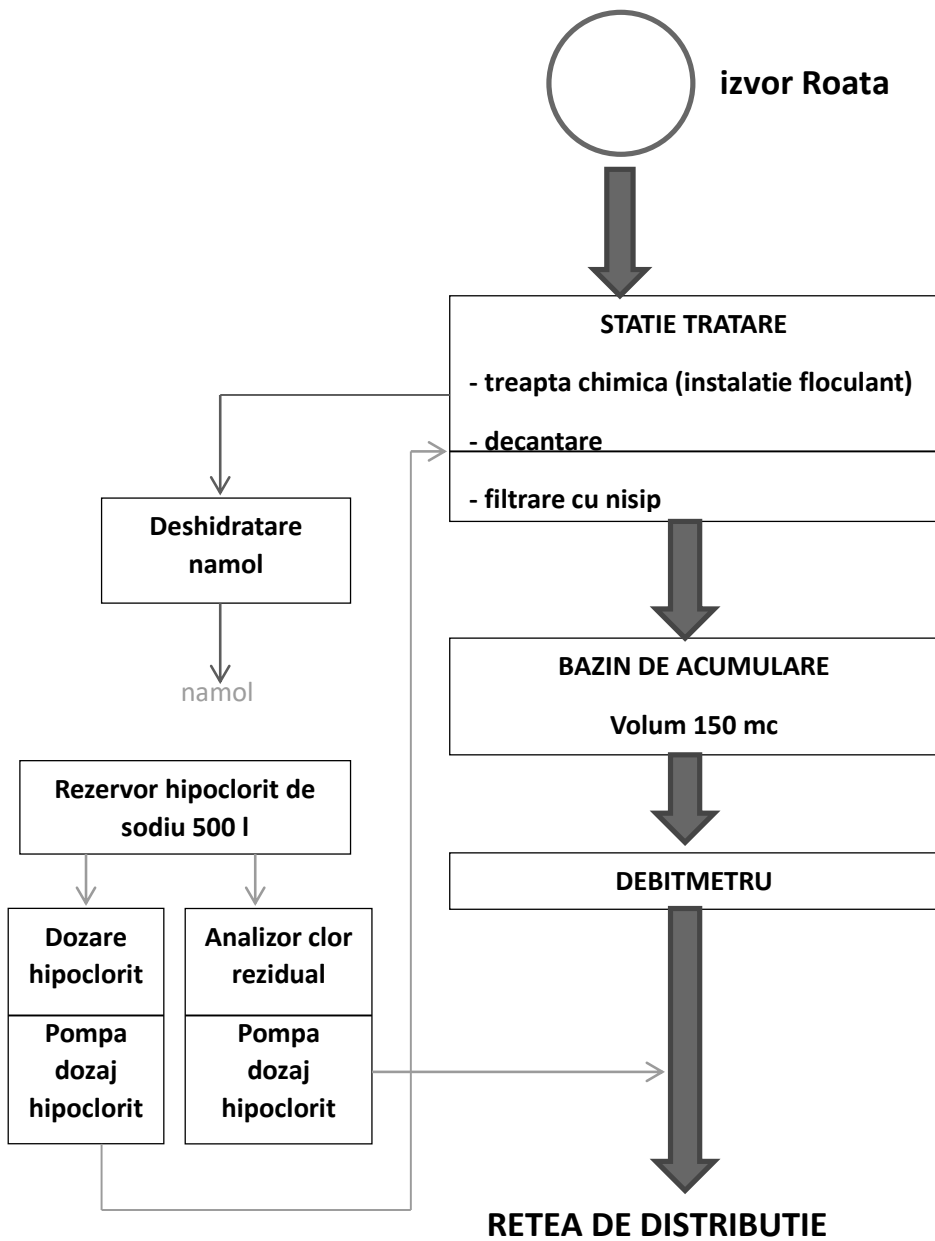 izvor Roata
STATIE TRATARE
- treapta chimica (instalatie floculant)
- decantare
- filtrare cu nisip
Deshidratare
namol
namol
BAZIN DE ACUMULARE
Volum 150 mc
Rezervor hipoclorit de
sodiu 500 l
DEBITMETRU
Dozare
hipoclorit
Analizor clor
rezidual
Pompa
dozaj
hipoclorit
Pompa
dozaj
hipoclorit
RETEA DE DISTRIBUTIE